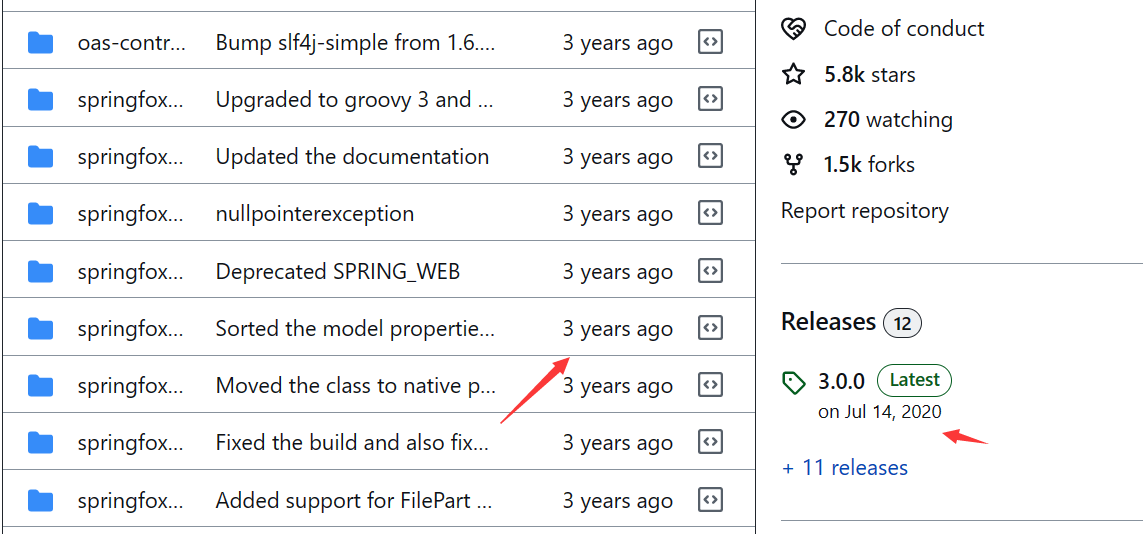 oas-contr... Bump slf4j-simple from 1.6.... 3 years ago
springfox... Upgraded to groovy 3 and ... 3 years ago
springfox... Updated the documentation 3 years ago
springfox... nullpointerexception 3 years ago
springfox... Deprecated SPRING_WEB 3 years ago
springfox... Sorted the model propertie... 3 years ago
springfox... Moved the class to native p... 3 years ago
springfox... Fixed the build and also fix... 3 years ago
springfox... Added support for FilePart ... 3 years ago
Code of conduct
5.8k stars
270 watching
1.5k forks
Report repository
Releases 12
3.0.0 Latest
on Jul 14, 2020
+ 11 releases